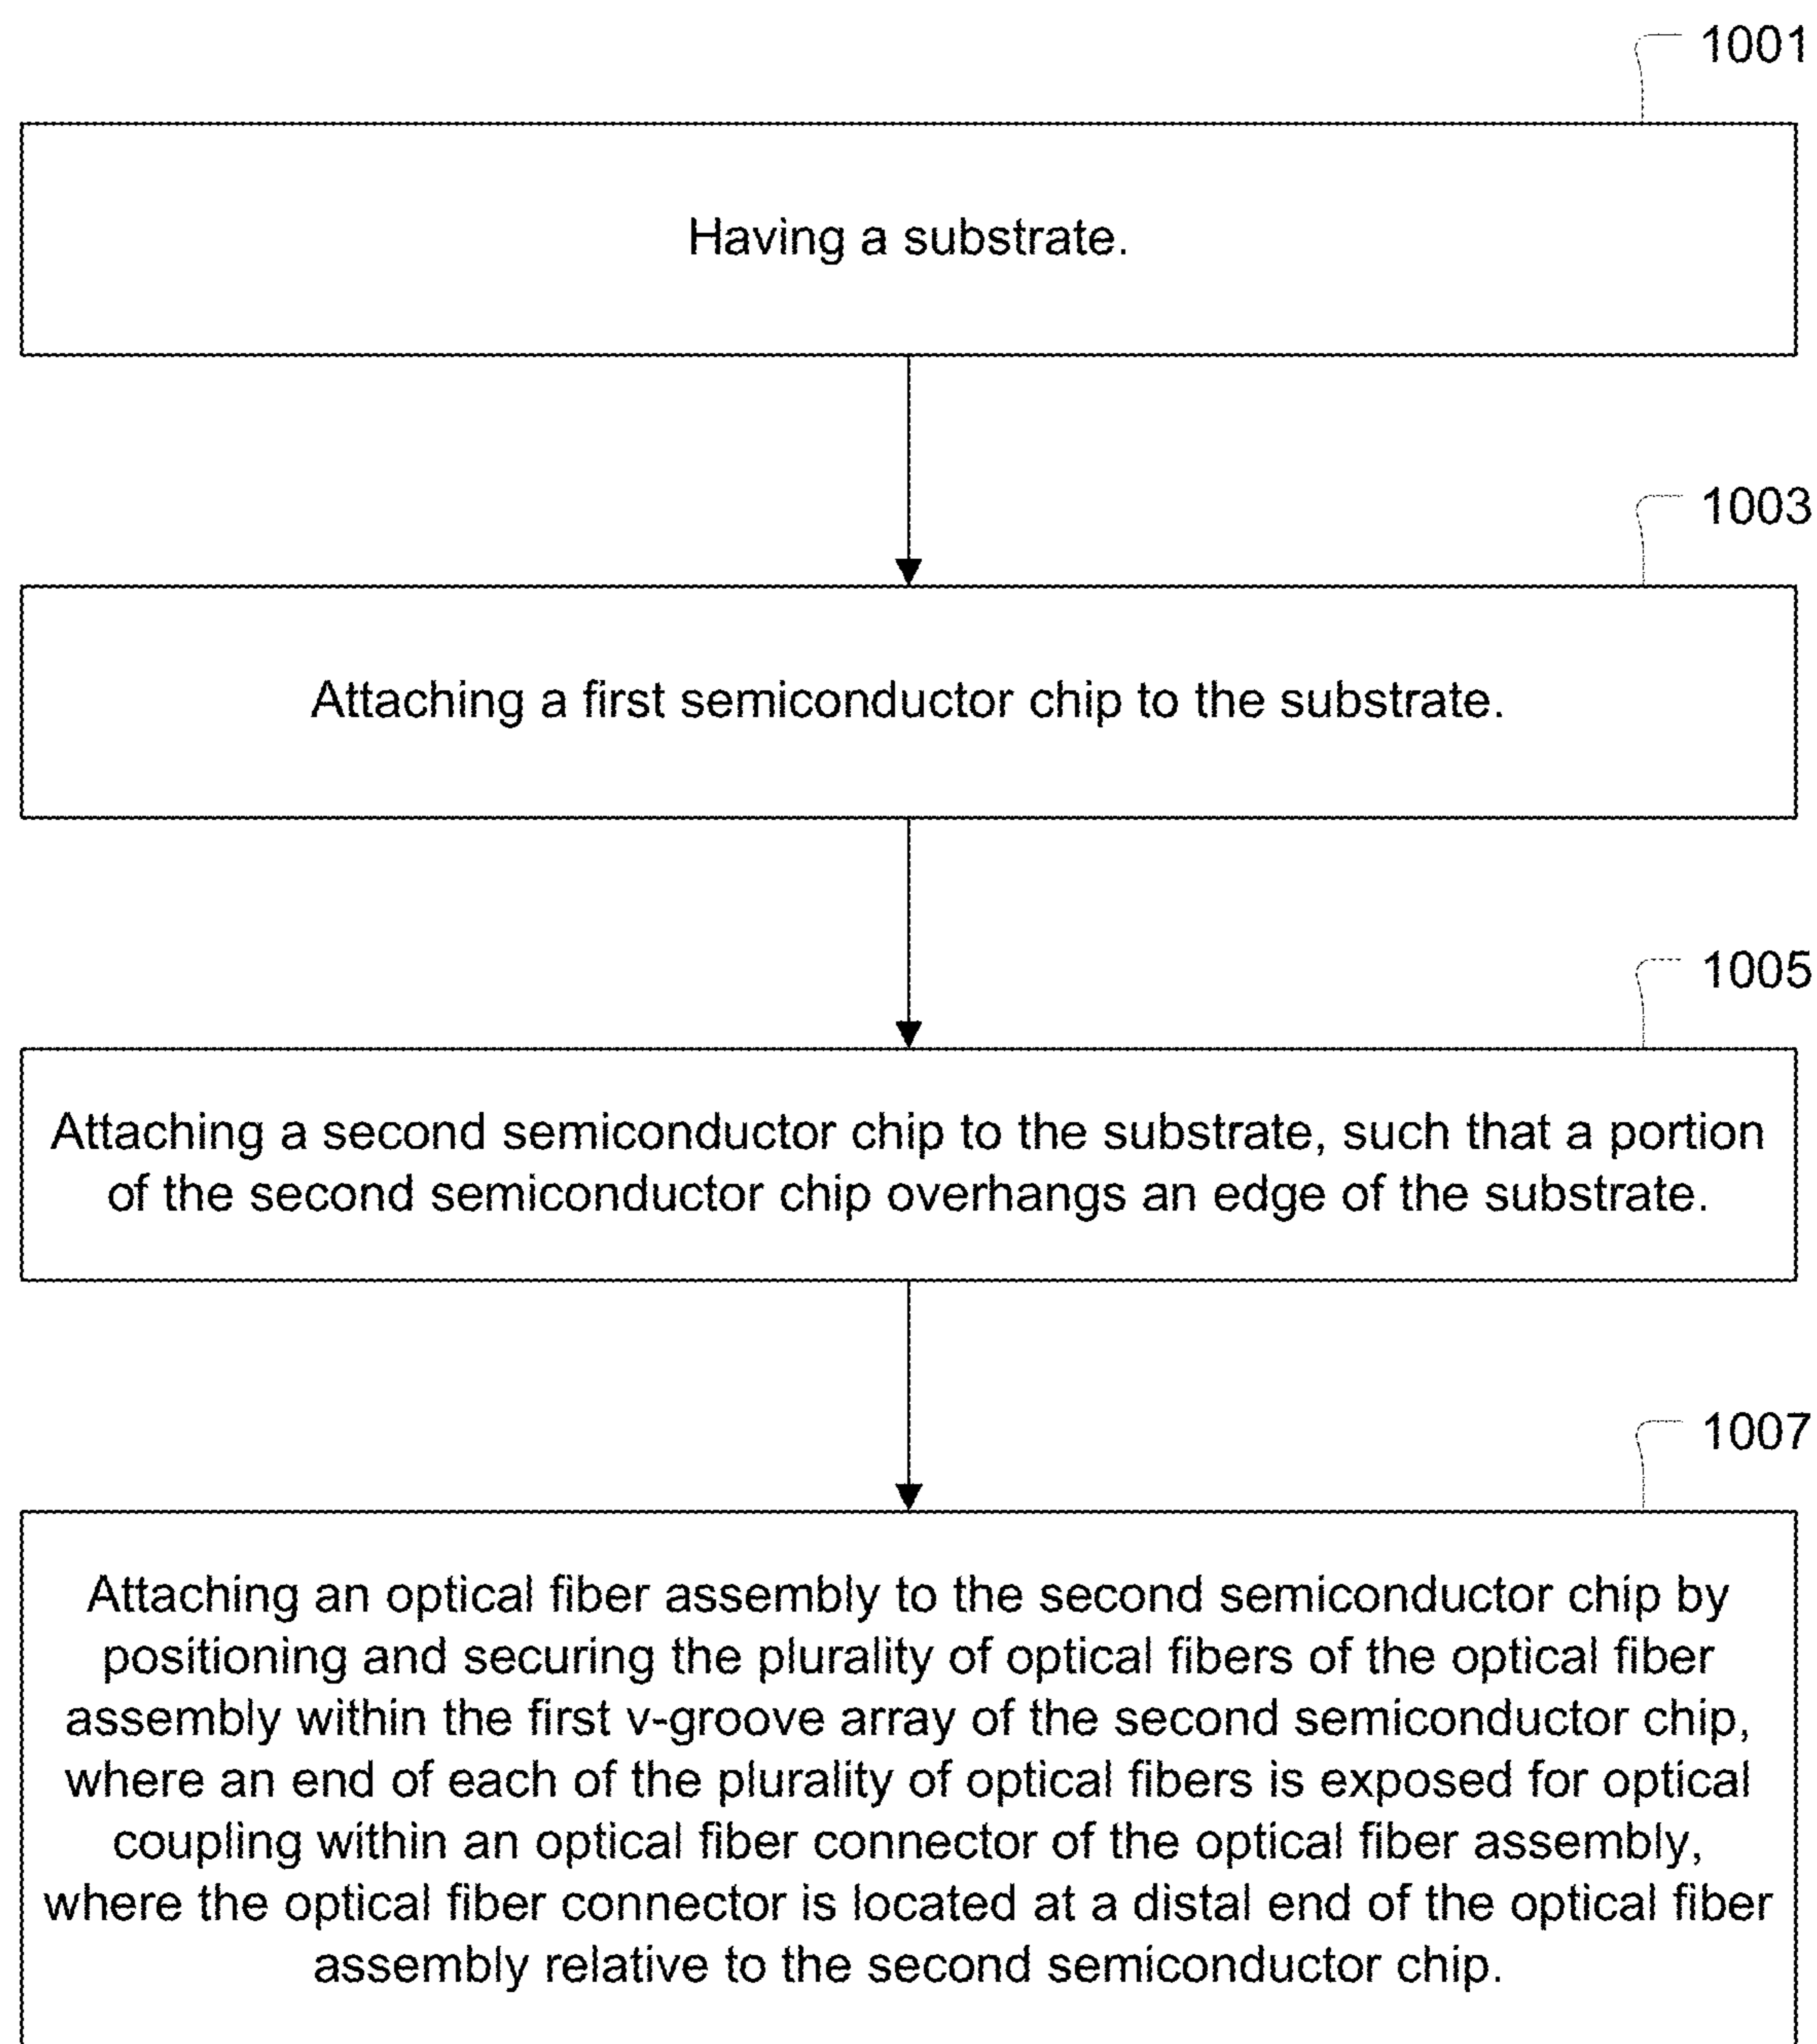 1001
Having a substrate.
1003
Attaching a first semiconductor chip to the substrate.
1005
Attaching a second semiconductor chip to the substrate, such that a portion
of the second semiconductor chip overhangs an edge of the substrate.
1007
Attaching an optical fiber assembly to the second semiconductor chip by
positioning and securing the plurality of optical fibers of the optical fiber
assembly within the first v-groove array of the second semiconductor chip,
where an end of each of the plurality of optical fibers is exposed for optical
coupling within an optical fiber connector of the optical fiber assembly,
where the optical fiber connector is located at a distal end of the optical fiber
assembly relative to the second semiconductor chip.